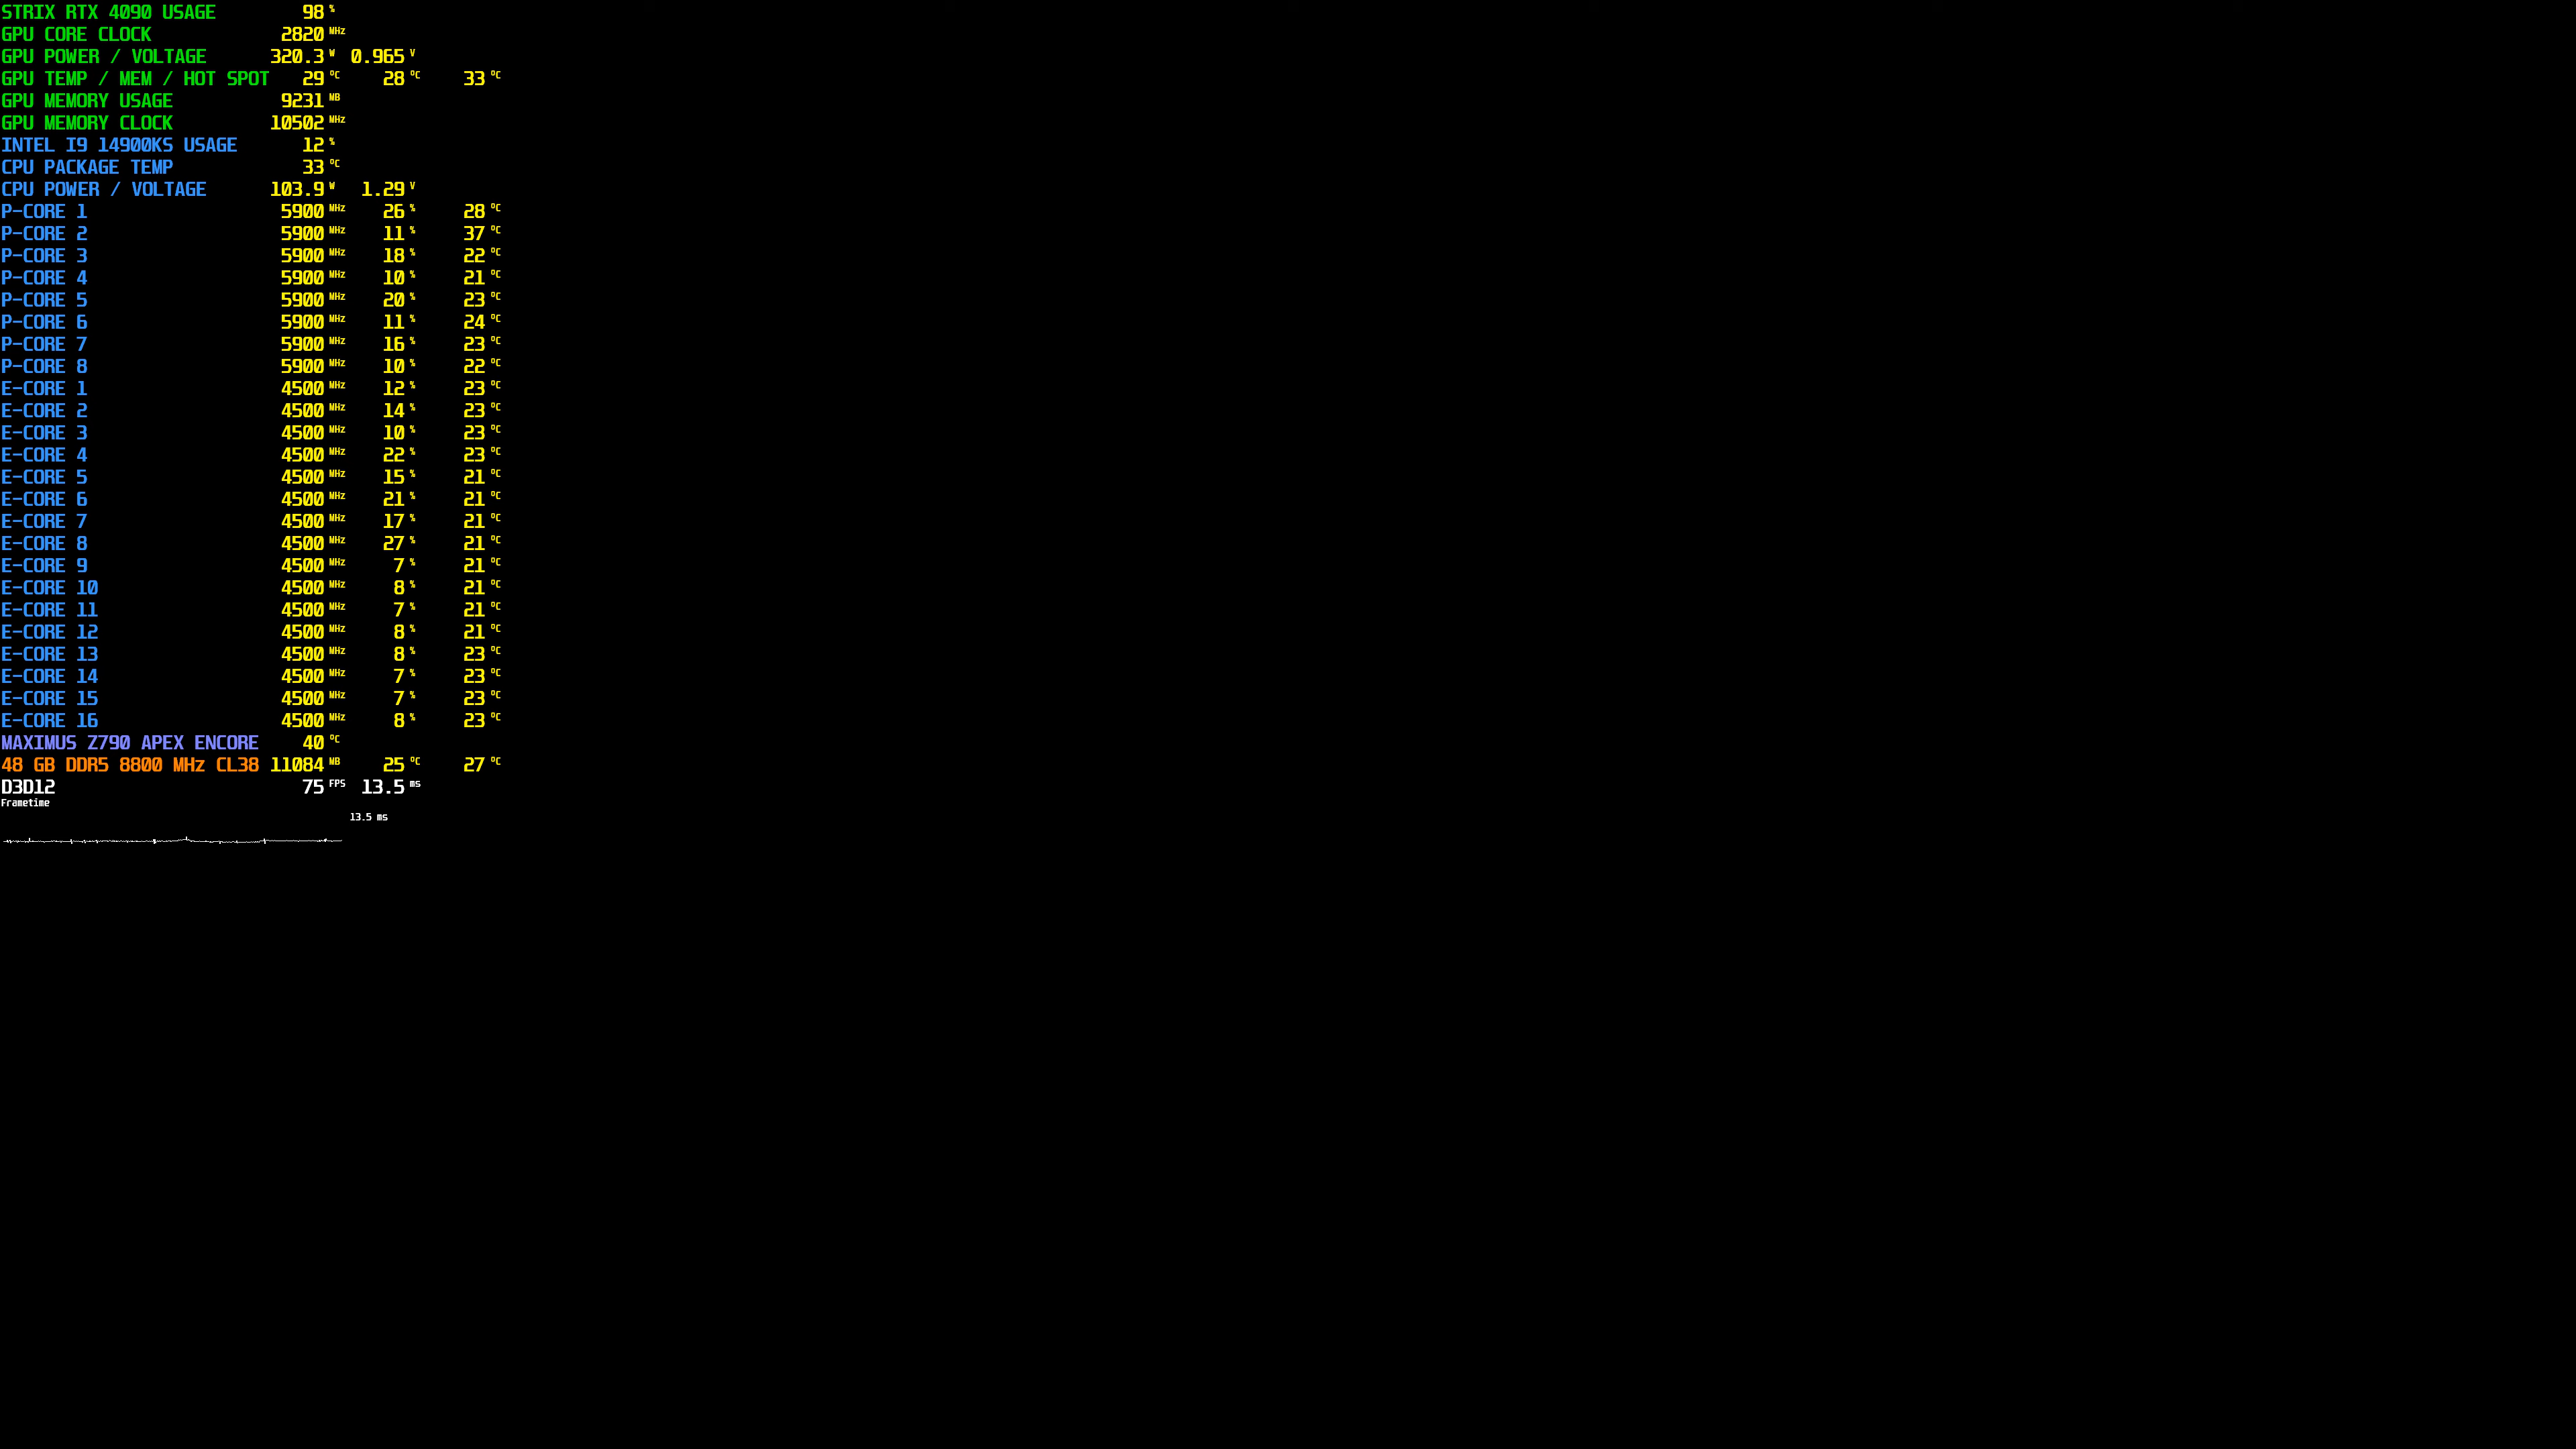 STRIX RTX 4090 USAGE 98 %
GPU CORE CLOCK 2820 MHz
GPU POWER / VOLTAGE 320.3 W 0.965 V
GPU TEMP / MEM / HOT SPOT 29 °C 28 °C 33 °C
GPU MEMORY USAGE 9231 MB
GPU MEMORY CLOCK 10502 MHz
INTEL I9 14900KS USAGE 12 %
CPU PACKAGE TEMP 33 °C
CPU POWER / VOLTAGE 103.9 W 1.29 V
P-CORE 1 5900 MHz 26 % 28 °C
P-CORE 2 5900 MHz 11 % 37 °C
P-CORE 3 5900 MHz 18 % 22 °C
P-CORE 4 5900 MHz 10 % 21 °C
P-CORE 5 5900 MHz 20 % 23 °C
P-CORE 6 5900 MHz 11 % 24 °C
P-CORE 7 5900 MHz 16 % 23 °C
P-CORE 8 5900 MHz 10 % 22 °C
E-CORE 1 4500 MHz 12 % 23 °C
E-CORE 2 4500 MHz 14 % 23 °C
E-CORE 3 4500 MHz 10 % 23 °C
E-CORE 4 4500 MHz 22 % 23 °C
E-CORE 5 4500 MHz 15 % 21 °C
E-CORE 6 4500 MHz 21 % 21 °C
E-CORE 7 4500 MHz 17 % 21 °C
E-CORE 8 4500 MHz 27 % 21 °C
E-CORE 9 4500 MHz 7 % 21 °C
E-CORE 10 4500 MHz 8 % 21 °C
E-CORE 11 4500 MHz 7 % 21 °C
E-CORE 12 4500 MHz 8 % 21 °C
E-CORE 13 4500 MHz 8 % 23 °C
E-CORE 14 4500 MHz 7 % 23 °C
E-CORE 15 4500 MHz 7 % 23 °C
E-CORE 16 4500 MHz 8 % 23 °C
MAXIMUS Z790 APEX ENCORE 40 °C
48 GB DDR5 8800 MHz CL38 11084 MB 25 °C 27 °C
D3D12 75 FPS 13.5 ms
Frametime
13.5 ms